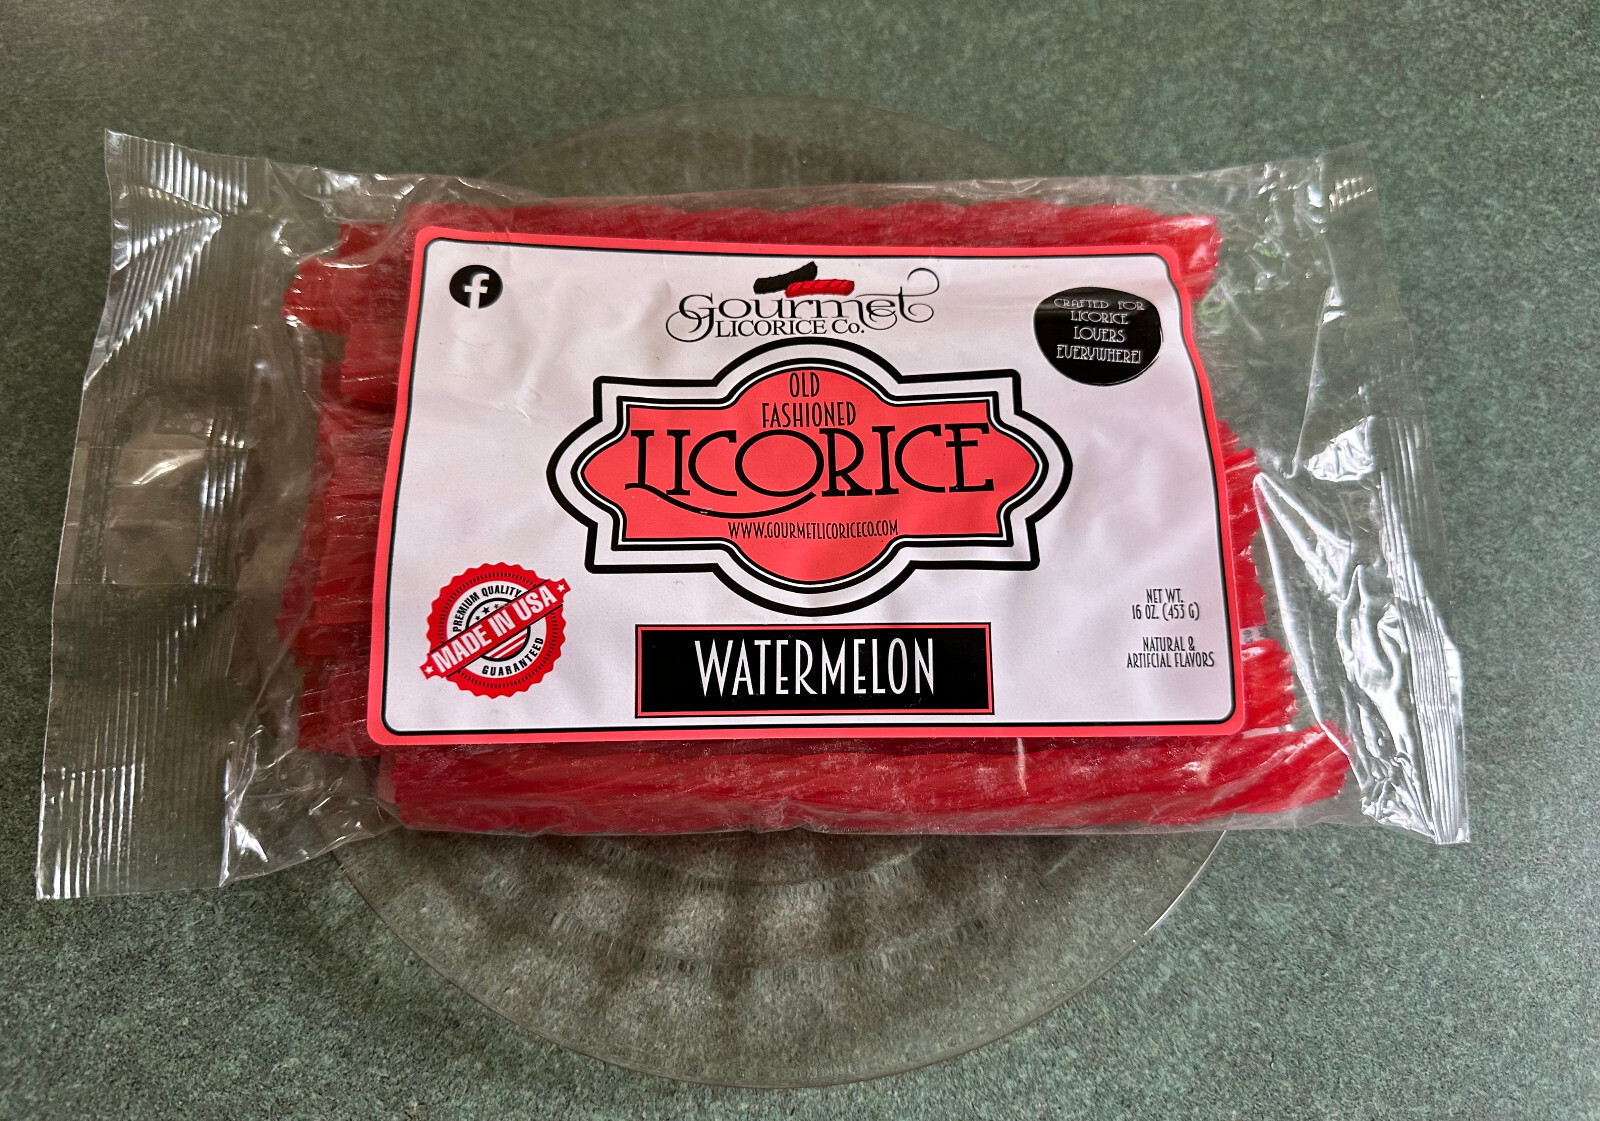 f
Gourmet
LICORICE Co.
CRAFTED FOR
LICORICE
LOVERS
EVERYWHERE!
OLD
FASHIONED
LICORICE
WWW.GOURMETLICORICECO.COM
PREMIUM QUALITY
MADE IN USA
GUARANTEED
NET WT.
16 OZ. (453 G)
NATURAL &
ARTIFCIAL FLAVORS
WATERMELON